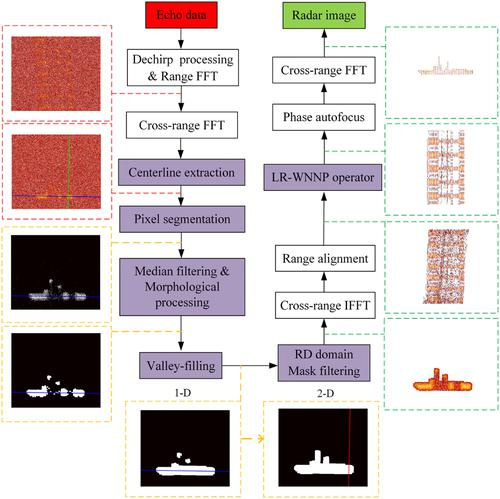 Echo data
Dechirp processing
& Range FFT
Cross-range FFT
Centerline extraction
Pixel segmentation
Median filtering &
Morphological
processing
Valley-filling
1-D
Radar image
Cross-range FFT
Phase autofocus
LR-WNNP operator
Range alignment
Cross-range IFFT
RD domain
Mask filtering
2-D